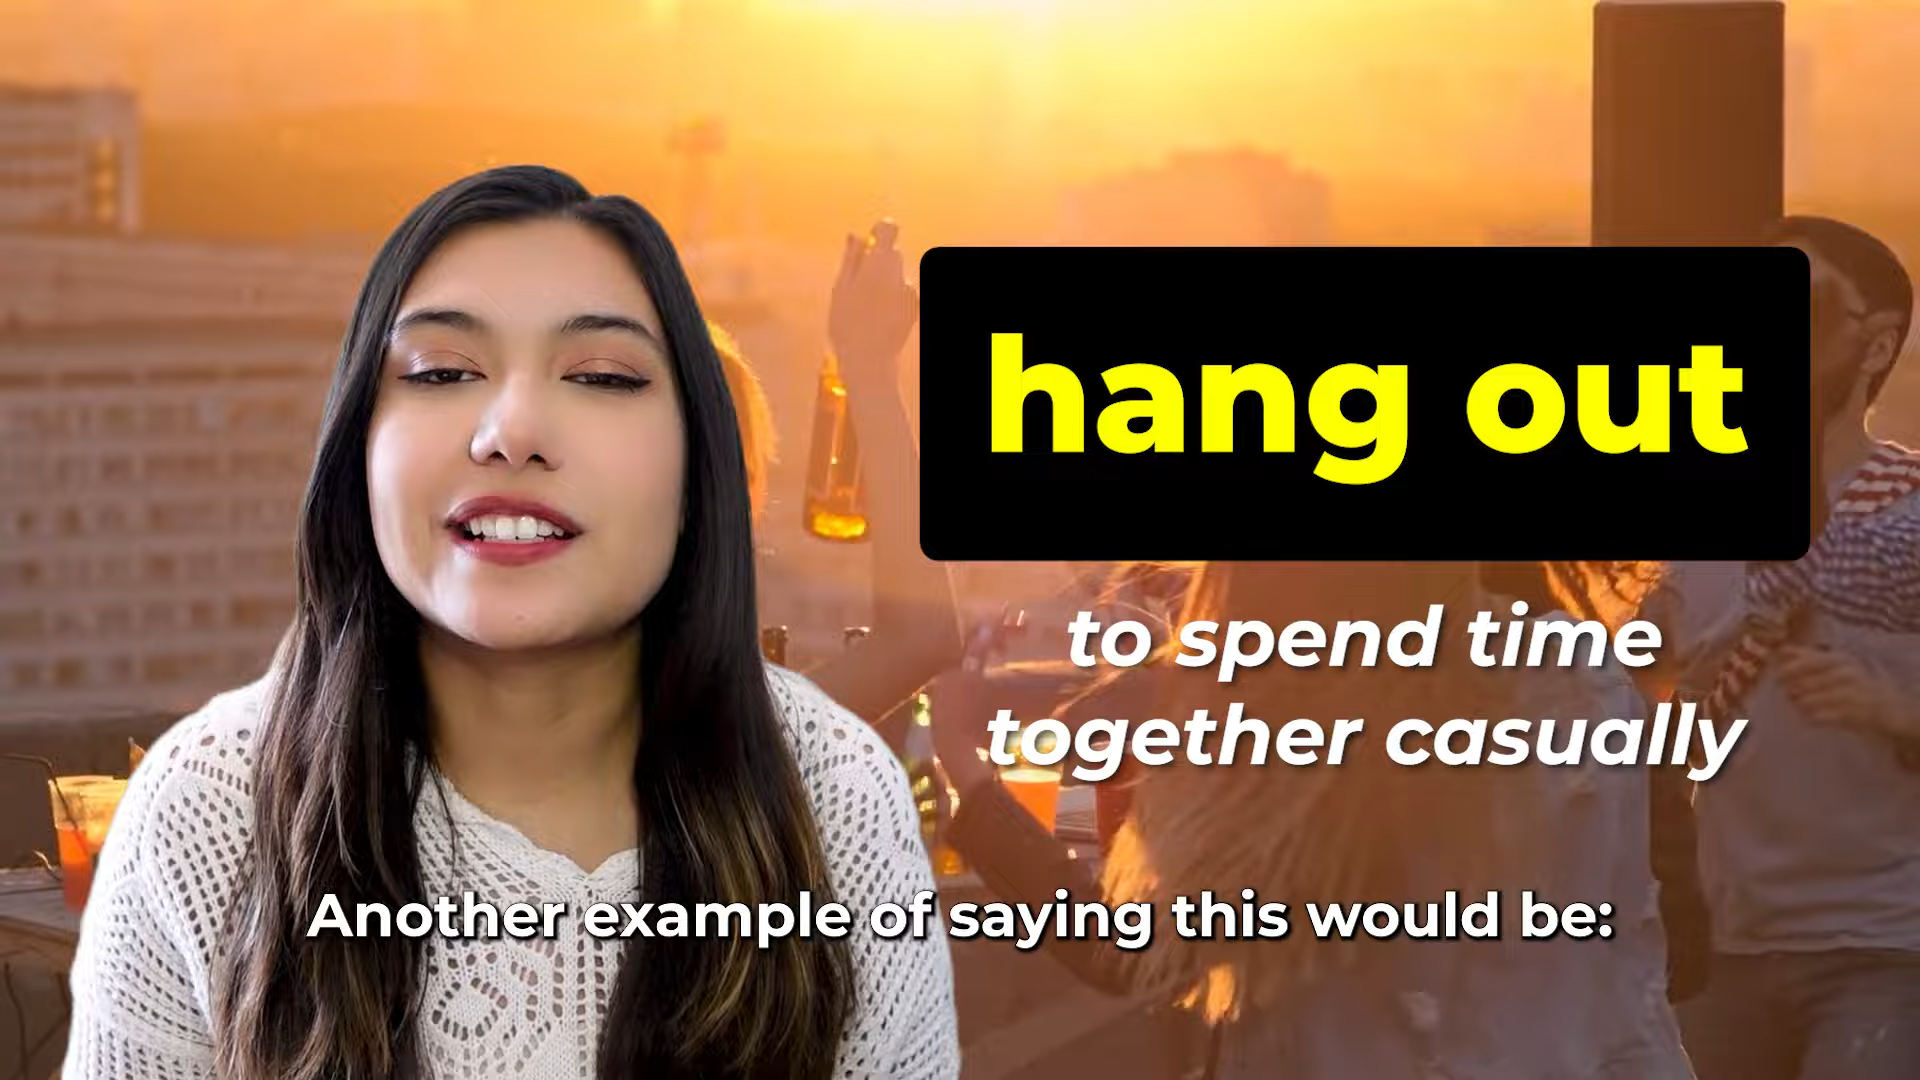 hang out
to spend time
together casually
Another example of saying this would be: